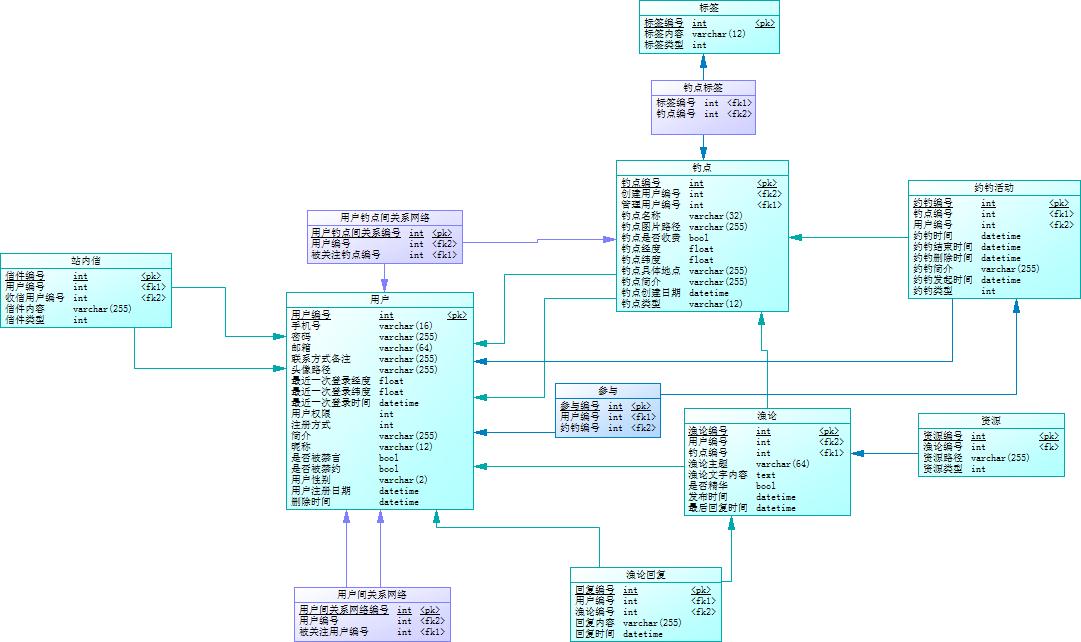 标签
标签编号 int <pk>
标签内容 varchar(12)
标签类型 int
钓点标签
标签编号 int <fk1>
钓点编号 int <fk2>
钓点
钓点编号 int <pk>
创建用户编号 int <fk2>
管理用户编号 int <fk1>
钓点名称 varchar(32)
钓点图片路径 varchar(255)
钓点是否收费 bool
钓点经度 float
钓点纬度 float
钓点具体地点 varchar(255)
钓点简介 varchar(255)
钓点创建日期 datetime
钓点类型 varchar(12)
约钓活动
约钓编号 int <pk>
钓点编号 int <fk1>
用户编号 int <fk2>
约钓时间 datetime
约钓结束时间 datetime
约钓删除时间 datetime
约钓简介 varchar(255)
约钓发起时间 datetime
约钓类型 int
用户钓点间关系网络
用户钓点间关系编号 int <pk>
用户编号 int <fk2>
被关注钓点编号 int <fk1>
站内信
信件编号 int <pk>
用户编号 int <fk1>
收信用户编号 int <fk2>
信件内容 varchar(255)
信件类型 int
用户
用户编号 int <pk>
手机号 varchar(16)
密码 varchar(255)
邮箱 varchar(64)
联系方式备注 varchar(255)
头像路径 varchar(255)
最近一次登录经度 float
最近一次登录纬度 float
最近一次登录时间 datetime
用户权限 int
注册方式 int
简介 varchar(255)
昵称 varchar(12)
是否被禁言 bool
是否被禁约 bool
用户性别 varchar(2)
用户注册日期 datetime
删除时间 datetime
参与
参与编号 int <pk>
用户编号 int <fk1>
约钓编号 int <fk2>
渔论
渔论编号 int <pk>
用户编号 int <fk2>
钓点编号 int <fk1>
渔论主题 varchar(64)
渔论文字内容 text
是否精华 bool
发布时间 datetime
最后回复时间 datetime
资源
资源编号 int <pk>
渔论编号 int <fk>
资源路径 varchar(255)
资源类型 int
用户间关系网络
用户间关系网络编号 int <pk>
用户编号 int <fk2>
被关注用户编号 int <fk1>
渔论回复
回复编号 int <pk>
用户编号 int <fk1>
渔论编号 int <fk2>
回复内容 varchar(255)
回复时间 datetime